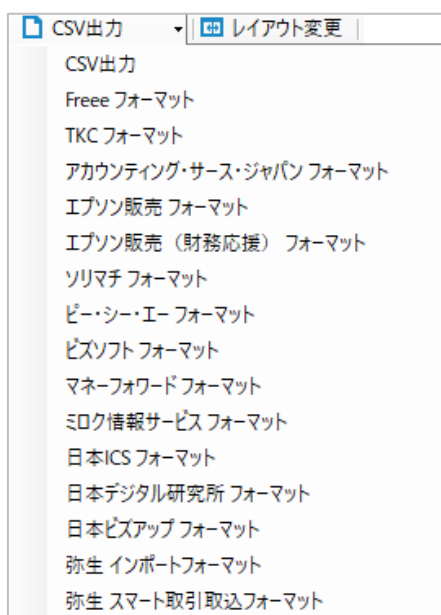 CSV出力 レイアウト変更
CSV出力
Freee フォーマット
TKC フォーマット
アカウンティング・サース・ジャパン フォーマット
エプソン販売 フォーマット
エプソン販売（財務応援） フォーマット
ソリマチ フォーマット
ピー・シー・エー フォーマット
ビズソフト フォーマット
マネーフォワード フォーマット
ミロク情報サービス フォーマット
日本ICS フォーマット
日本デジタル研究所 フォーマット
日本ビズアップ フォーマット
弥生 インポートフォーマット
弥生 スマート取引取込フォーマット